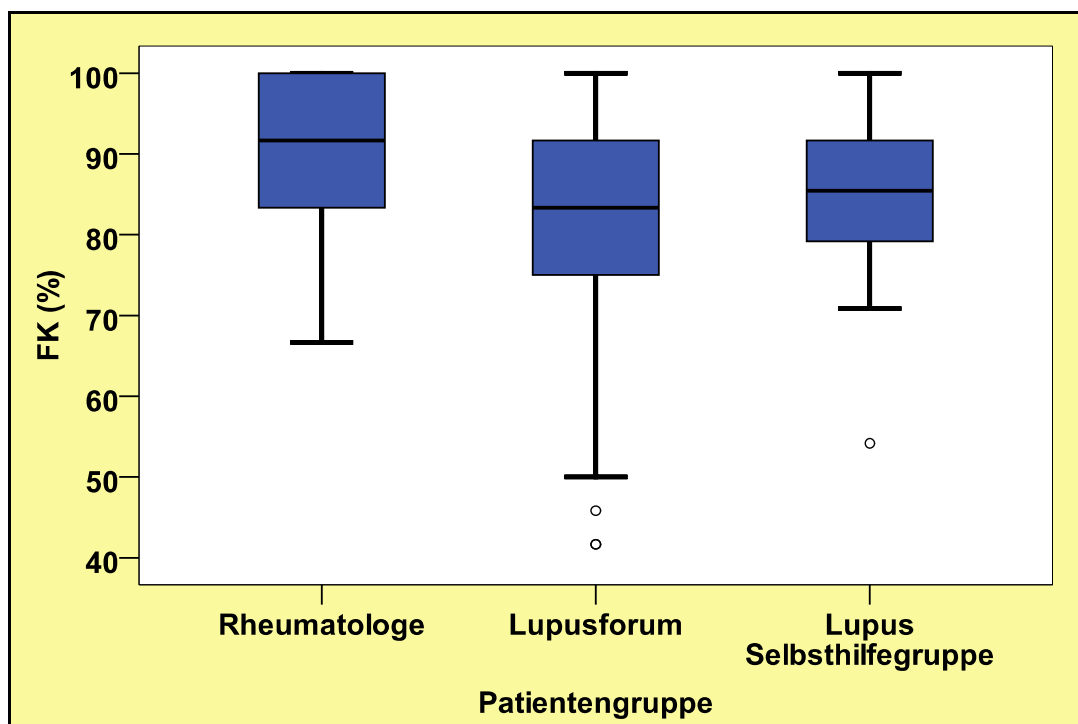 100
90
80
70
60
50
40
FK (%)
Rheumatologe
Lupusforum
Lupus
Selbsthilfegruppe
Patientengruppe